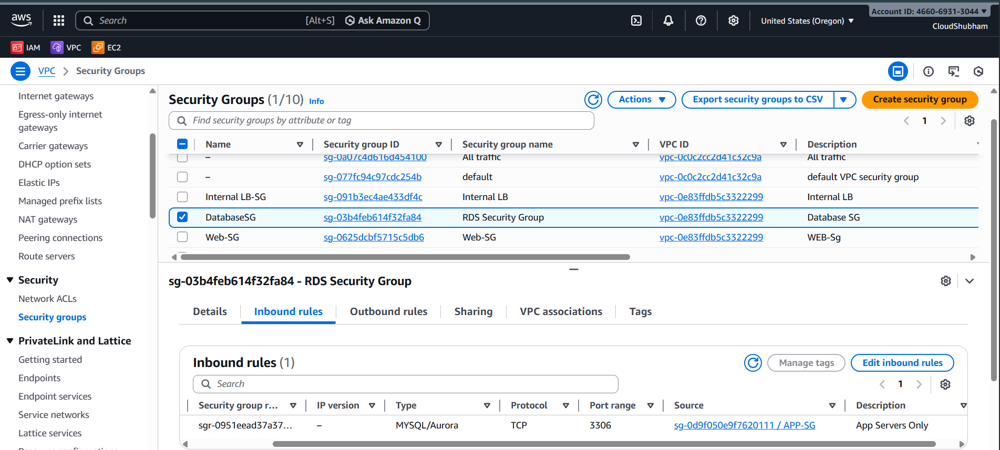 aws
Search [Alt+S] Ask Amazon Q
United States (Oregon)
Account ID: 4660-6931-3044
CloudShubham
IAM VPC EC2
VPC > Security Groups
Internet gateways
Egress-only internet
gateways
Carrier gateways
DHCP option sets
Elastic IPs
Managed prefix lists
NAT gateways
Peering connections
Route servers
Security
Network ACLs
Security groups
PrivateLink and Lattice
Getting started
Endpoints
Endpoint services
Service networks
Lattice services
Security Groups (1/10) Info
Actions
Export security groups to CSV
Create security group
Find security groups by attribute or tag
1
Name Security group ID Security group name VPC ID Description
– sg-0a07c4d616d454100 All traffic vpc-0c0c2cc2d41c32c9a All traffic
– sg-077fc94c97cdc254b default vpc-0c0c2cc2d41c32c9a default VPC security group
Internal LB-SG sg-091b3ec4ae433df4c Internal LB vpc-0e83ffdb5c3322299 Internal LB
DatabaseSG sg-03b4feb614f32fa84 RDS Security Group vpc-0e83ffdb5c3322299 Database SG
Web-SG sg-0625dcbf5715c5db6 Web-SG vpc-0e83ffdb5c3322299 WEB-Sg
sg-03b4feb614f32fa84 - RDS Security Group
Details Inbound rules Outbound rules Sharing VPC associations Tags
Inbound rules (1)
Manage tags
Edit inbound rules
Search
1
Security group r... IP version Type Protocol Port range Source Description
sgr-0951eead37a37... – MYSQL/Aurora TCP 3306 sg-0d9f050e9f7620111 / APP-SG App Servers Only